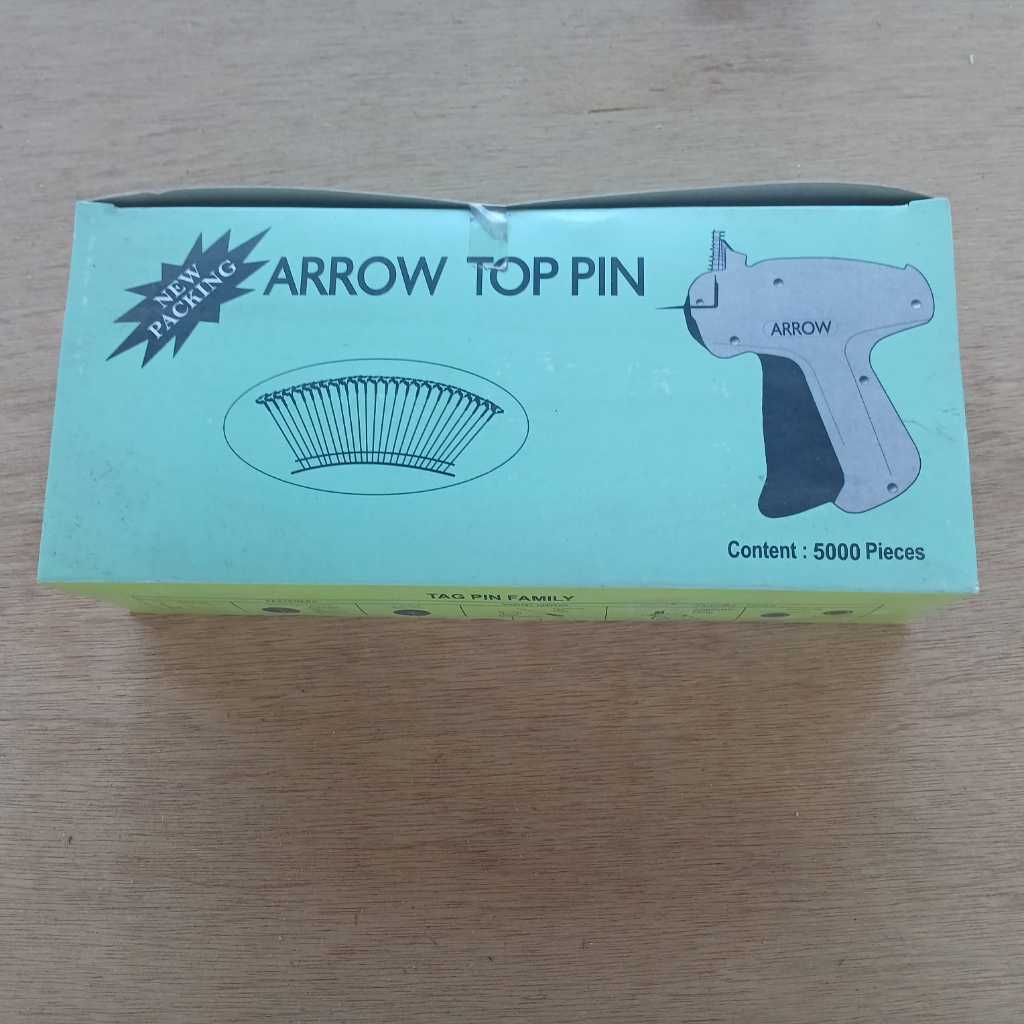 NEW
PACKING
ARROW TOP PIN
ARROW
Content : 5000 Pieces
TAG PIN FAMILY